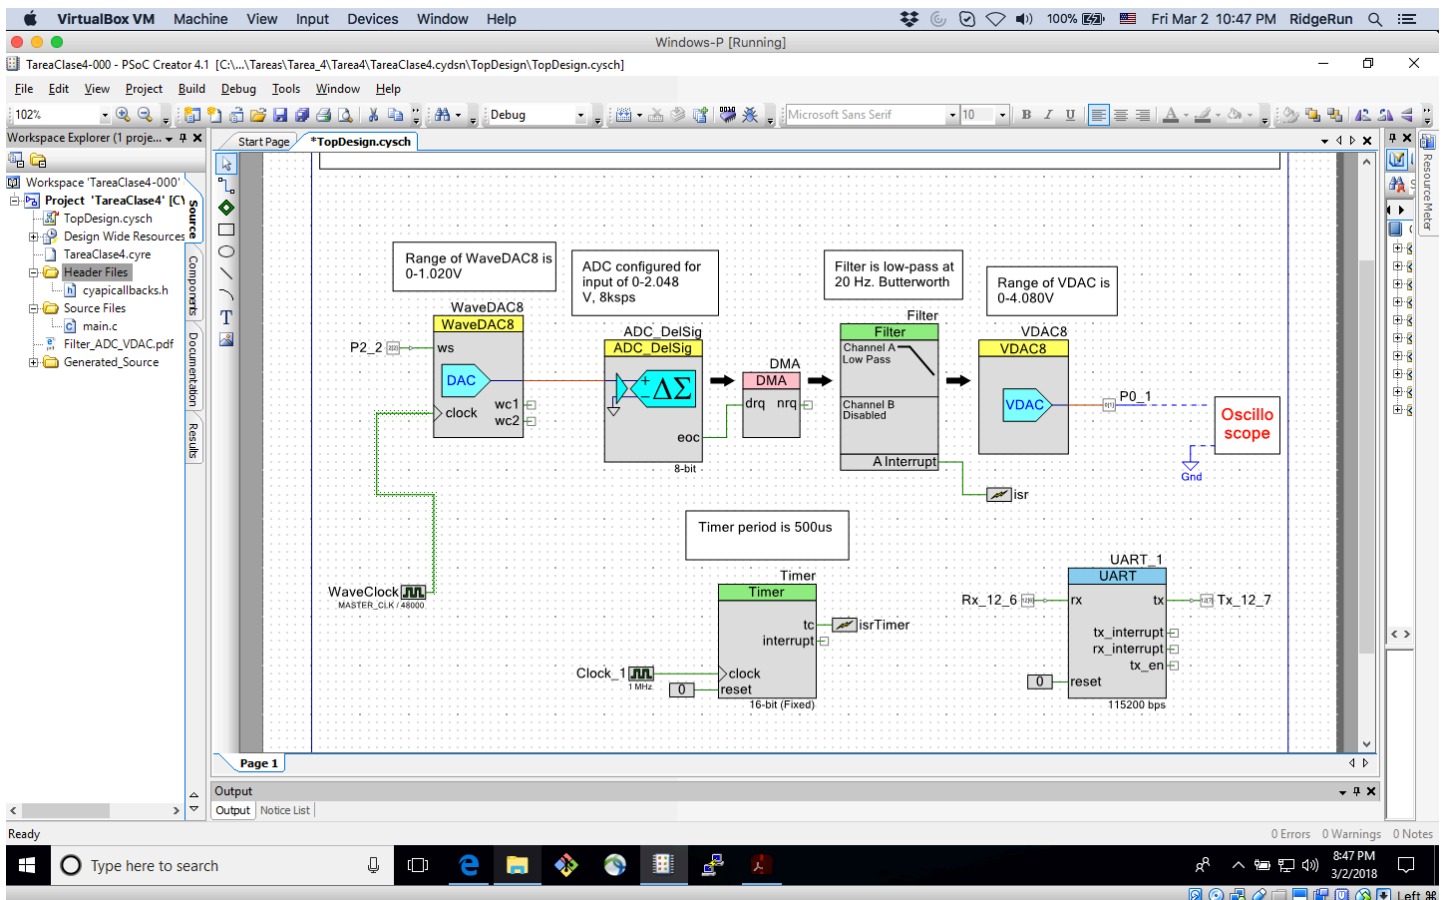 VirtualBox VM Machine View Input Devices Window Help 100% Fri Mar 2 10:47 PM RidgeRun
Windows-P [Running]
TareaClase4-000 - PSoC Creator 4.1 [C:\...\Tareas\Tarea_4\Tarea4\TareaClase4.cydsn\TopDesign\TopDesign.cysch]
File Edit View Project Build Debug Tools Window Help
102% Debug Microsoft Sans Serif 10 B I U
Workspace Explorer (1 proje...
Start Page *TopDesign.cysch
Workspace 'TareaClase4-000'
Project 'TareaClase4' [C:\
TopDesign.cysch
Design Wide Resources
TareaClase4.cyre
Header Files
cyapicallbacks.h
Source Files
main.c
Filter_ADC_VDAC.pdf
Generated_Source
Source
Components
Documentation
Results
Resource Meter
Range of WaveDAC8 is
0-1.020V
ADC configured for
input of 0-2.048
V, 8ksps
Filter is low-pass at
20 Hz. Butterworth
Range of VDAC is
0-4.080V
WaveDAC8
WaveDAC8
P2_2
ws
DAC
clock
wc1
wc2
ADC_DelSig
ADC_DelSig
+
-
ΔΣ
eoc
8-bit
DMA
DMA
drq nrq
Filter
Filter
Channel A
Low Pass
Channel B
Disabled
A Interrupt
isr
VDAC8
VDAC8
VDAC
P0_1
Oscillo
scope
Gnd
Timer period is 500us
WaveClock
MASTER_CLK / 48000
Timer
Timer
tc
isrTimer
interrupt
Clock_1
1 MHz
clock
0
reset
16-bit (Fixed)
UART_1
UART
Rx_12_6
rx tx
Tx_12_7
tx_interrupt
rx_interrupt
tx_en
0
reset
115200 bps
Page 1
Output
Output Notice List
Ready 0 Errors 0 Warnings 0 Notes
Type here to search
8:47 PM
3/2/2018
Left ⌘